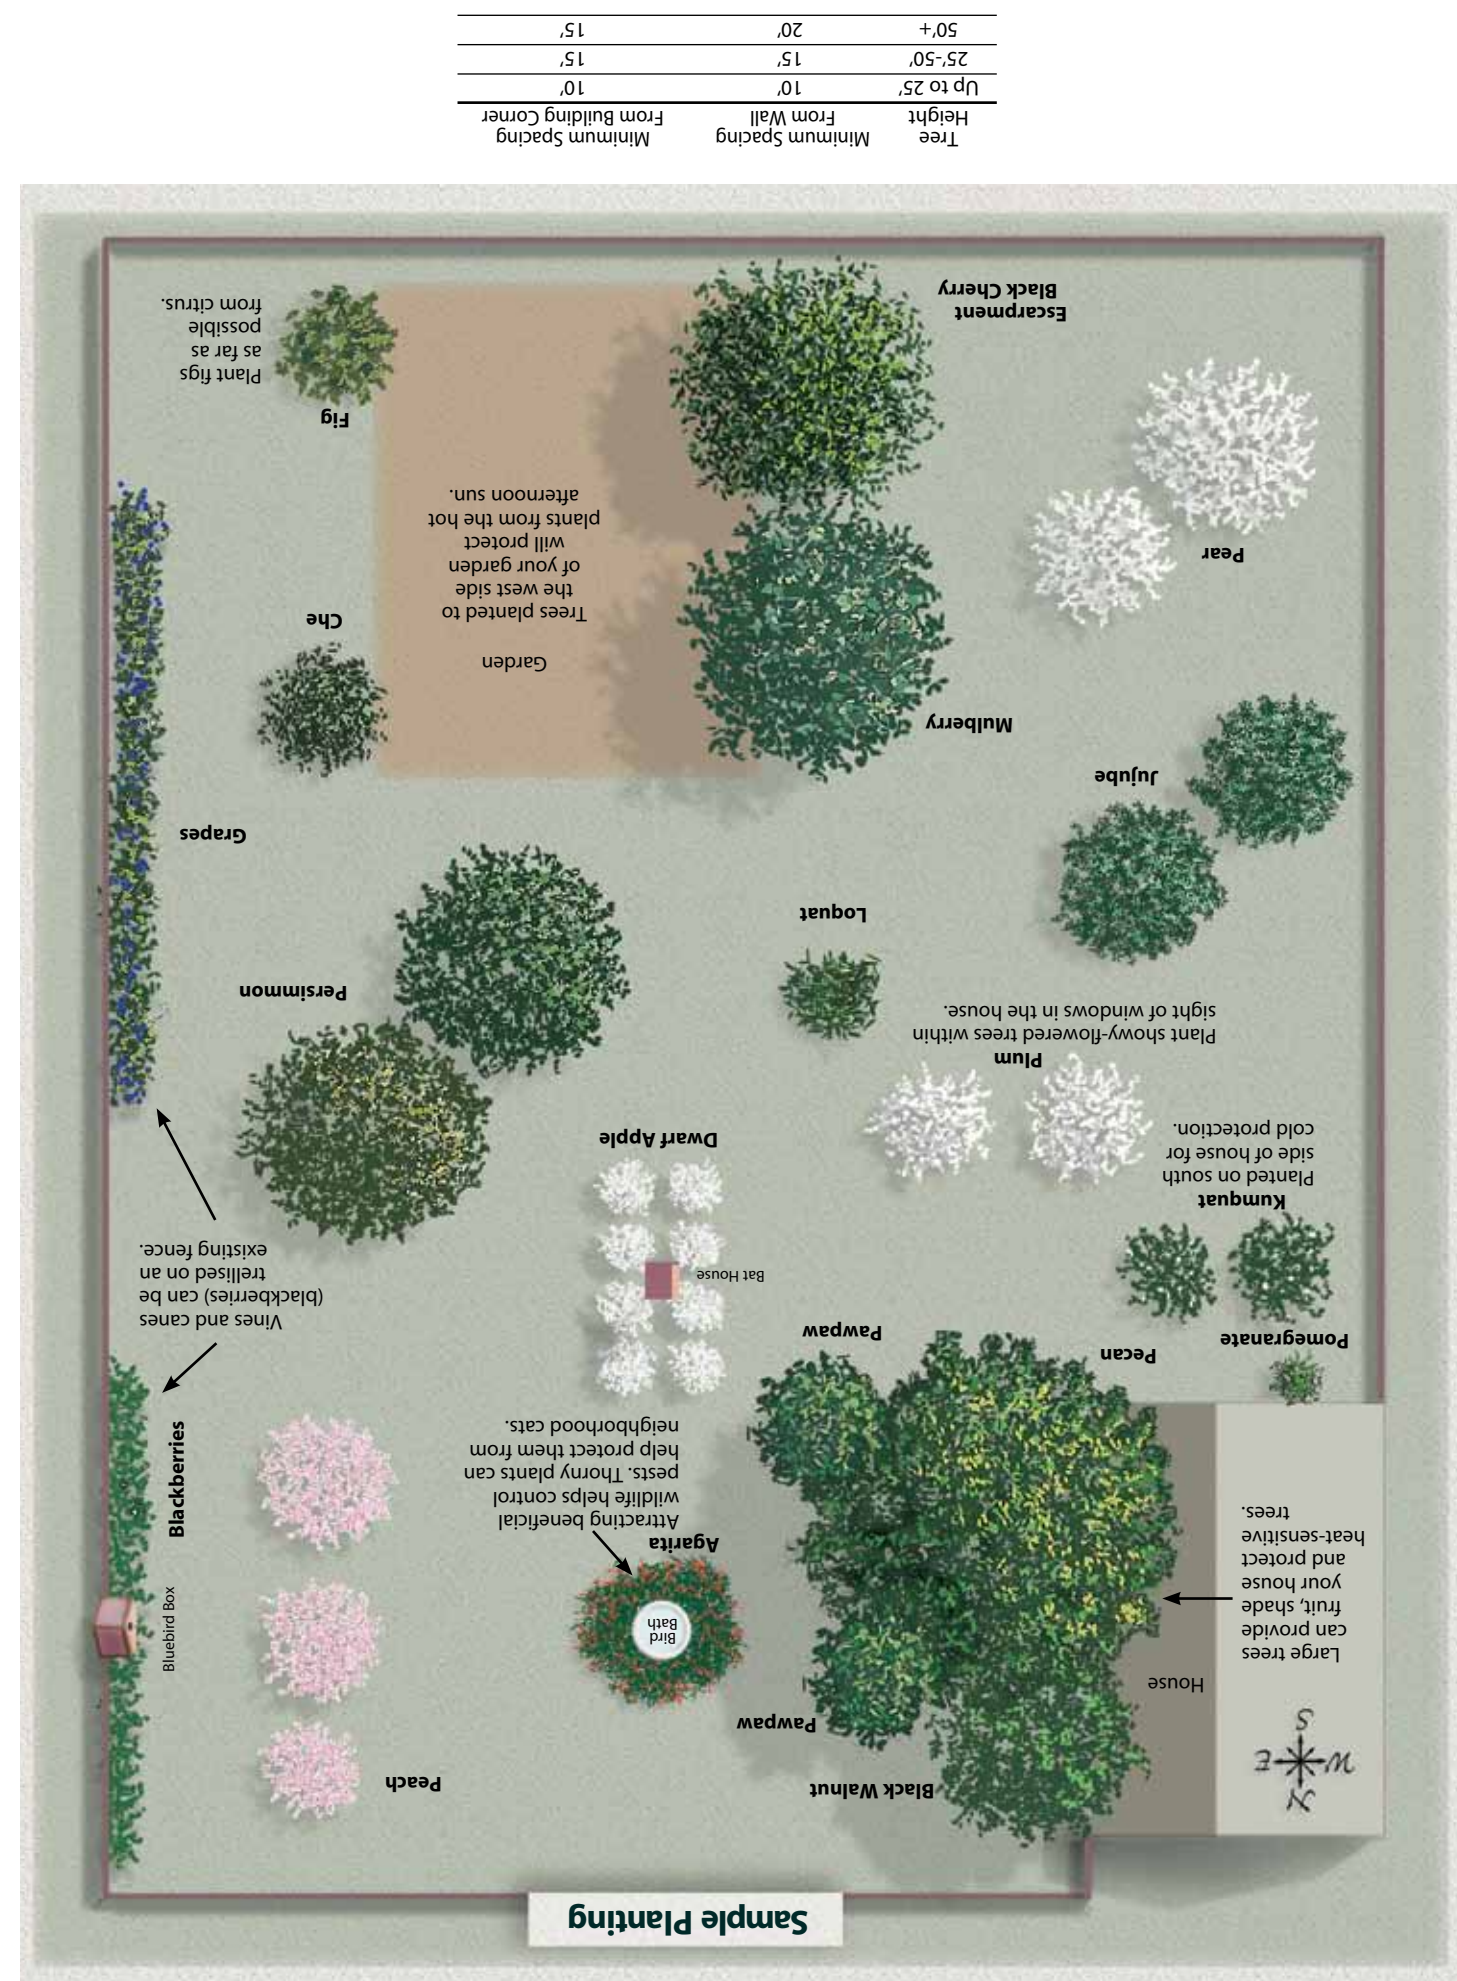 Sample Planting
N
W E
S
House
Large trees
can provide
fruit, shade
your house
and protect
heat-sensitive
trees.
Black Walnut
Pawpaw
Peach
Bird
Bath
Bluebird Box
Agarita
Attracting beneficial
wildlife helps control
pests. Thorny plants can
help protect them from
neighborhood cats.
Blackberries
Pomegranate
Pecan
Pawpaw
Vines and canes
(blackberries) can be
trellised on an
existing fence.
Bat House
Kumquat
Planted on south
side of house for
cold protection.
Dwarf Apple
Plum
Plant showy-flowered trees within
sight of windows in the house.
Persimmon
Loquat
Grapes
Jujube
Mulberry
Garden
Trees planted to
the west side
of your garden
will protect
plants from the hot
afternoon sun.
Che
Pear
Fig
Plant figs
as far as
possible
from citrus.
Escarpment
Black Cherry
Tree Minimum Spacing Minimum Spacing
Height From Wall From Building Corner
Up to 25' 10' 10'
25'-50' 15' 15'
50'+ 20' 15'